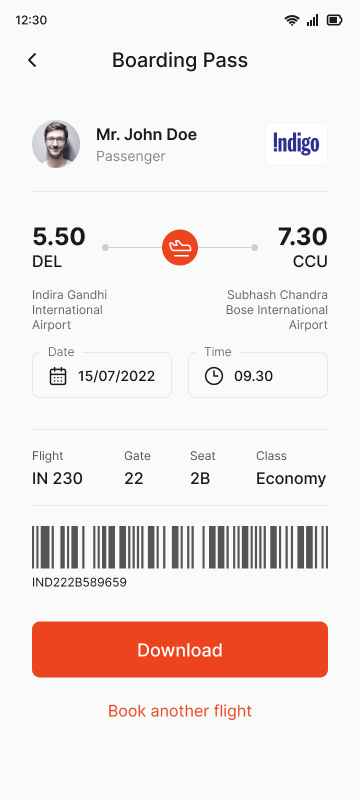 12:30
Boarding Pass
Mr. John Doe
Passenger
Indigo
5.50
7.30
DEL
CCU
Indira Gandhi
International
Airport
Subhash Chandra
Bose International
Airport
Date
15/07/2022
Time
09.30
Flight
Gate
Seat
Class
IN 230
22
2B
Economy
IND222B589659
Download
Book another flight